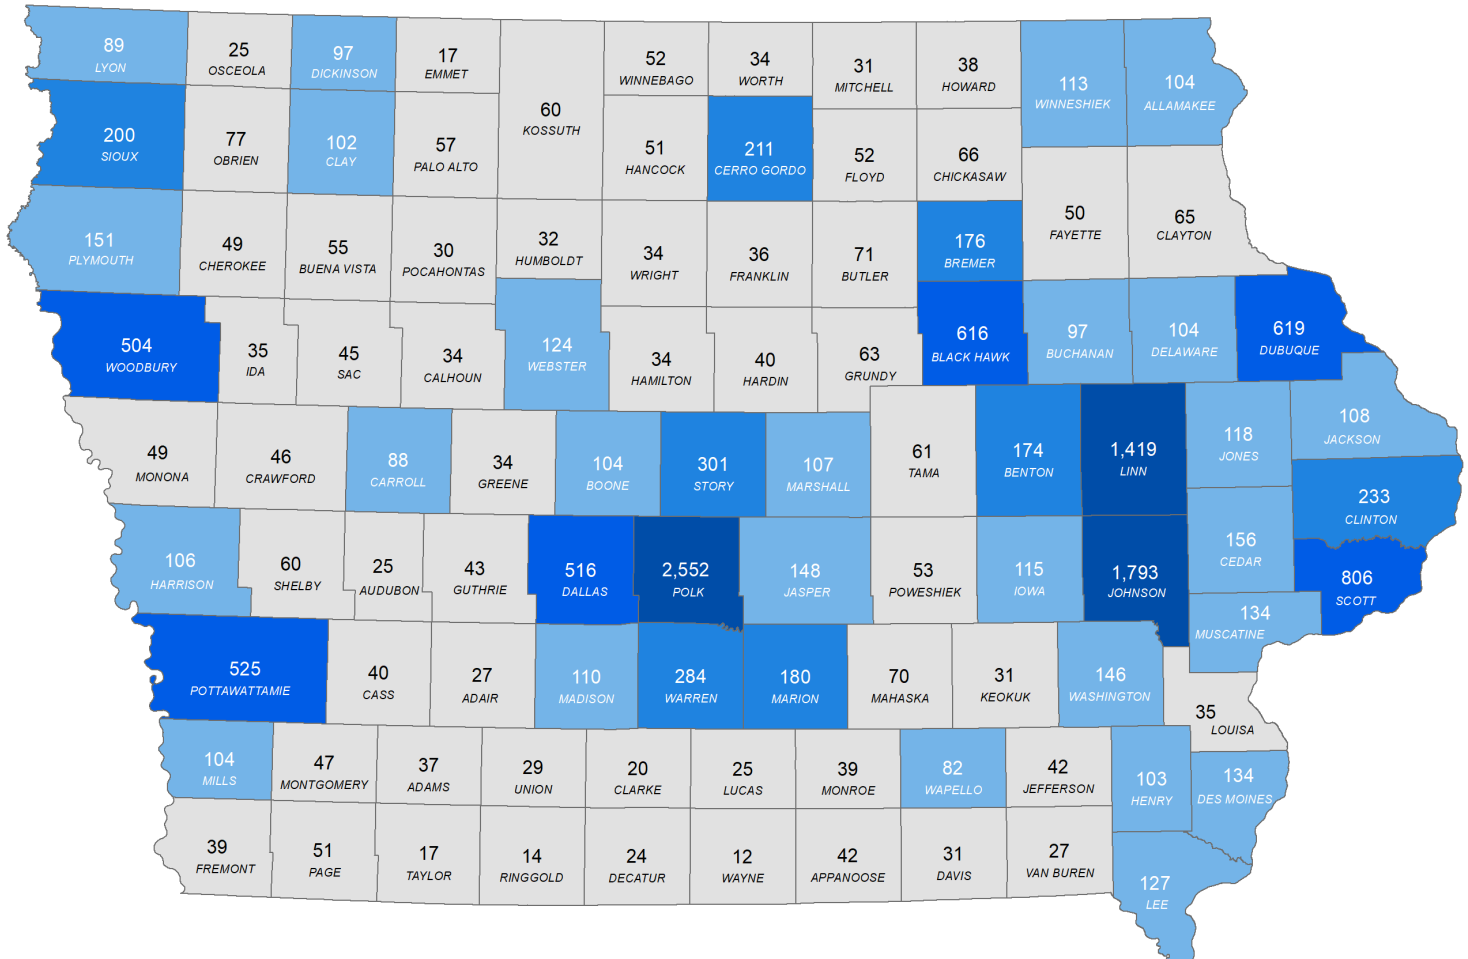 89
LYON
25
OSCEOLA
97
DICKINSON
17
EMMET
60
KOSSUTH
52
WINNEBAGO
34
WORTH
31
MITCHELL
38
HOWARD
113
WINNESHIEK
104
ALLAMAKEE
200
SIOUX
77
OBRIEN
102
CLAY
57
PALO ALTO
51
HANCOCK
211
CERRO GORDO
52
FLOYD
66
CHICKASAW
50
FAYETTE
65
CLAYTON
151
PLYMOUTH
49
CHEROKEE
55
BUENA VISTA
30
POCAHONTAS
32
HUMBOLDT
34
WRIGHT
36
FRANKLIN
71
BUTLER
176
BREMER
504
WOODBURY
35
IDA
45
SAC
34
CALHOUN
124
WEBSTER
34
HAMILTON
40
HARDIN
63
GRUNDY
616
BLACK HAWK
97
BUCHANAN
104
DELAWARE
619
DUBUQUE
49
MONONA
46
CRAWFORD
88
CARROLL
34
GREENE
104
BOONE
301
STORY
107
MARSHALL
61
TAMA
174
BENTON
1,419
LINN
118
JONES
108
JACKSON
233
CLINTON
106
HARRISON
60
SHELBY
25
AUDUBON
43
GUTHRIE
516
DALLAS
2,552
POLK
148
JASPER
53
POWESHIEK
115
IOWA
1,793
JOHNSON
156
CEDAR
806
SCOTT
134
MUSCATINE
525
POTTAWATTAMIE
40
CASS
27
ADAIR
110
MADISON
284
WARREN
180
MARION
70
MAHASKA
31
KEOKUK
146
WASHINGTON
35
LOUISA
104
MILLS
47
MONTGOMERY
37
ADAMS
29
UNION
20
CLARKE
25
LUCAS
39
MONROE
82
WAPELLO
42
JEFFERSON
103
HENRY
134
DES MOINES
39
FREMONT
51
PAGE
17
TAYLOR
14
RINGGOLD
24
DECATUR
12
WAYNE
42
APPANOOSE
31
DAVIS
27
VAN BUREN
127
LEE